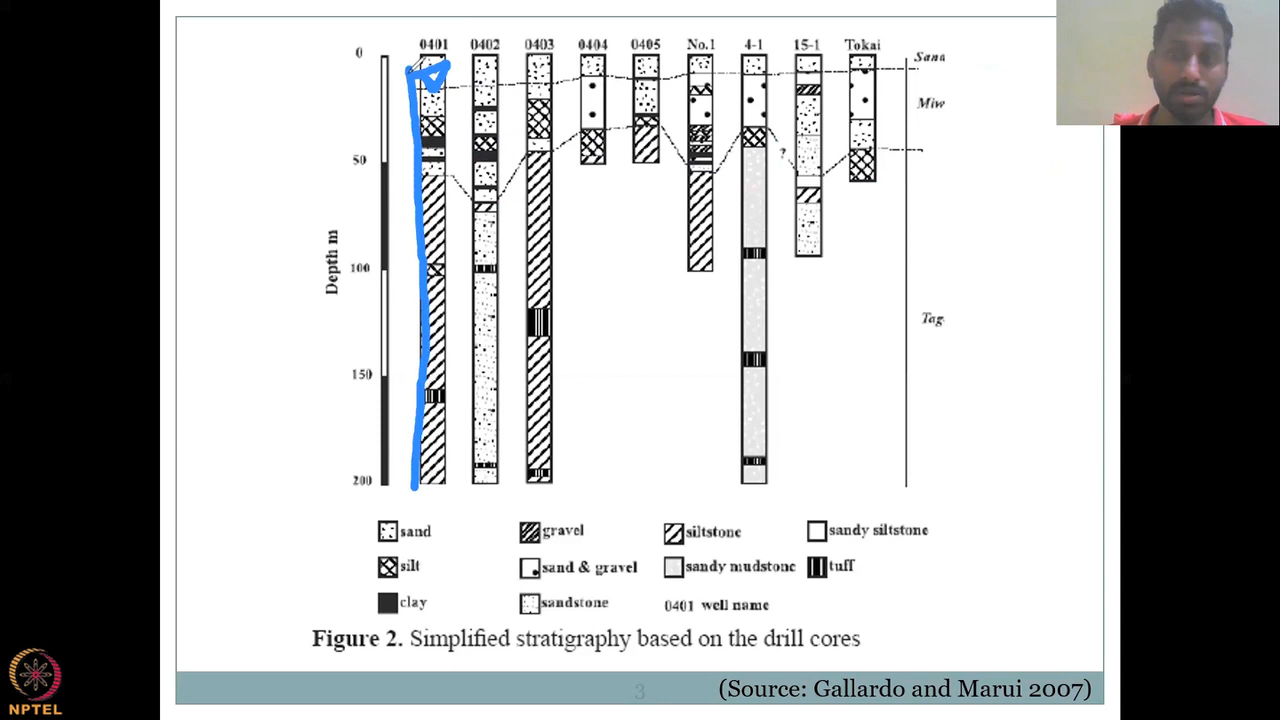 0401 0402 0403 0404 0405 No.1 4-1 15-1 Tokai
0
Sana
Miw
50
?
Depth m
100
Tag
150
200
sand gravel siltstone sandy siltstone
silt sand & gravel sandy mudstone tuff
clay sandstone 0401 well name
Figure 2. Simplified stratigraphy based on the drill cores
3
(Source: Gallardo and Marui 2007)
NPTEL